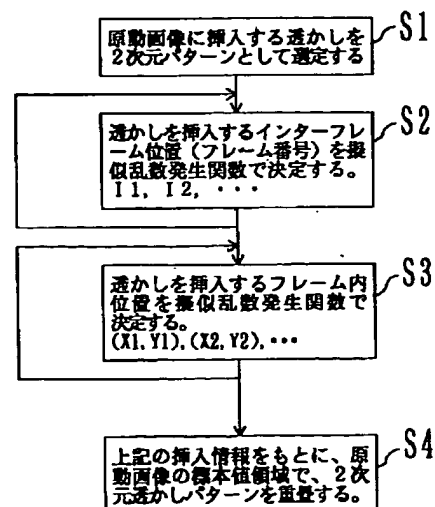 原動画像に挿入する透かしを
2次元パターンとして選定する
S1
透かしを挿入するインターフレ
ーム位置(フレーム番号)を擬
似乱数発生関数で決定する。
I1, I2, ・・・
S2
透かしを挿入するフレーム内
位置を擬似乱数発生関数で
決定する。
(X1,Y1),(X2,Y2),・・・
S3
上記の挿入情報をもとに、原
動画像の標本値領域で、2次
元透かしパターンを重畳する。
S4